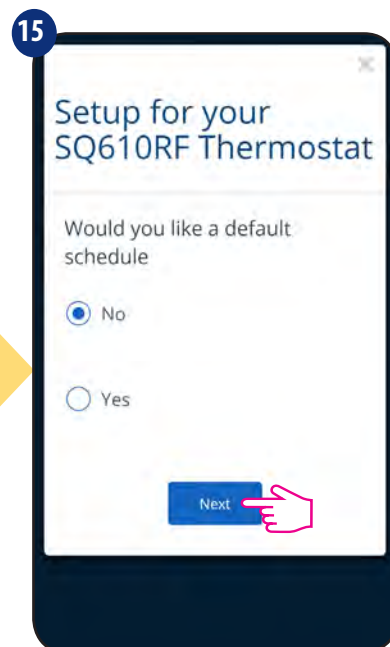 15
Setup for your
SQ610RF Thermostat
Would you like a default
schedule
No
Yes
Next